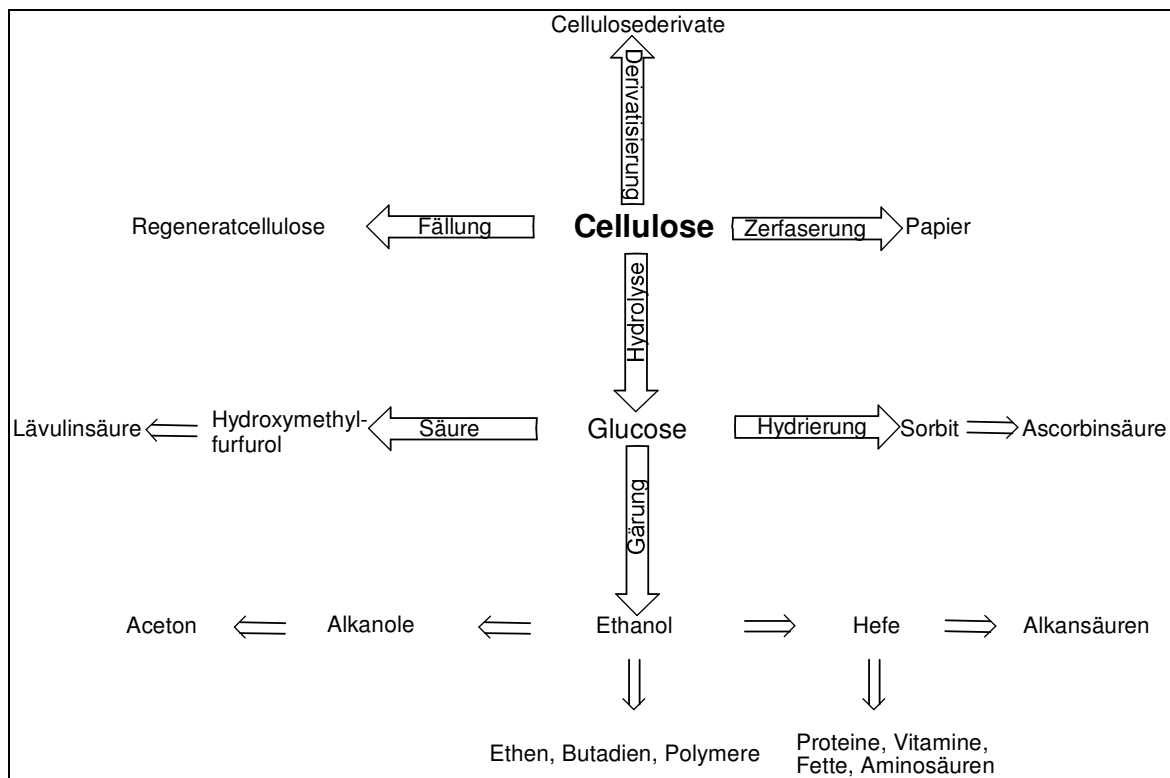 Cellulosederivate
Derivatisierung
Regeneratcellulose
Fällung
Cellulose
Zerfaserung
Papier
Hydrolyse
Lävulinsäure
Hydroxymethyl-
furfurol
Säure
Glucose
Hydrierung
Sorbit
Ascorbinsäure
Gärung
Aceton
Alkanole
Ethanol
Hefe
Alkansäuren
Ethen, Butadien, Polymere
Proteine, Vitamine,
Fette, Aminosäuren